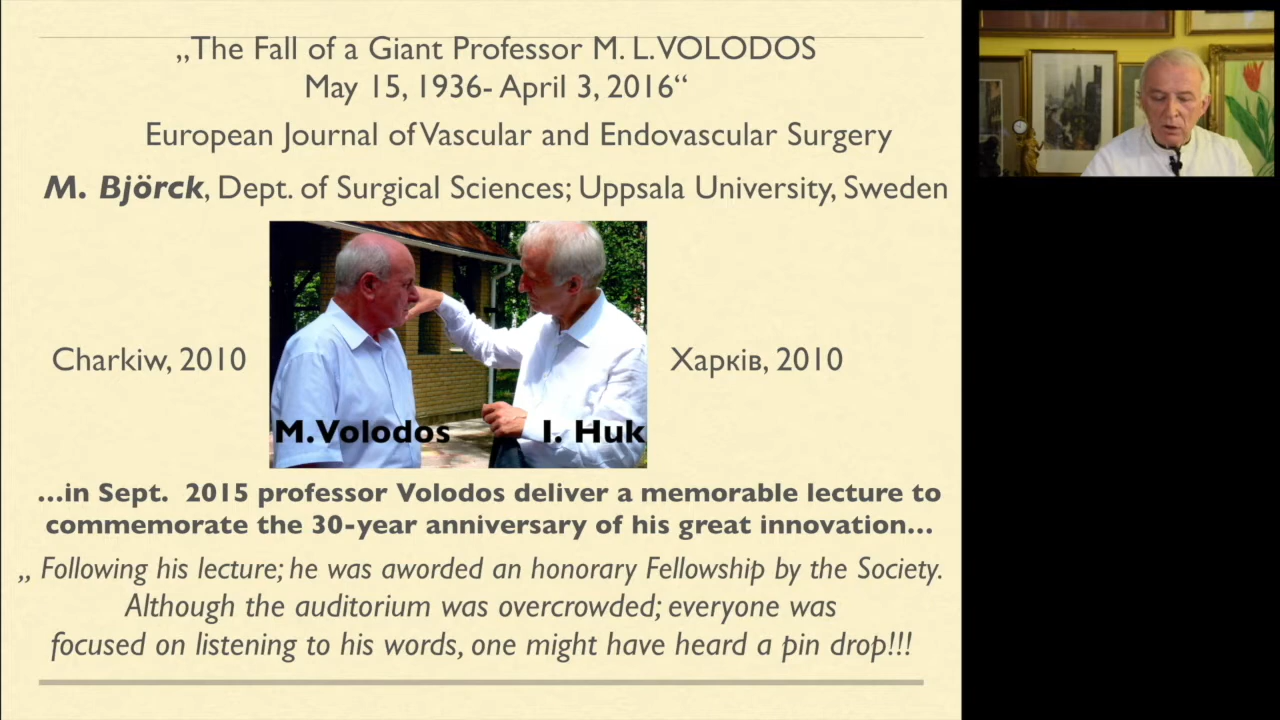 „The Fall of a Giant Professor M. L. VOLODOS
May 15, 1936- April 3, 2016“
European Journal of Vascular and Endovascular Surgery
M. Björck, Dept. of Surgical Sciences; Uppsala University, Sweden
Charkiw, 2010
Харків, 2010
M.Volodos
I. Huk
...in Sept. 2015 professor Volodos deliver a memorable lecture to
commemorate the 30-year anniversary of his great innovation...
„ Following his lecture; he was aworded an honorary Fellowship by the Society.
Although the auditorium was overcrowded; everyone was
focused on listening to his words, one might have heard a pin drop!!!